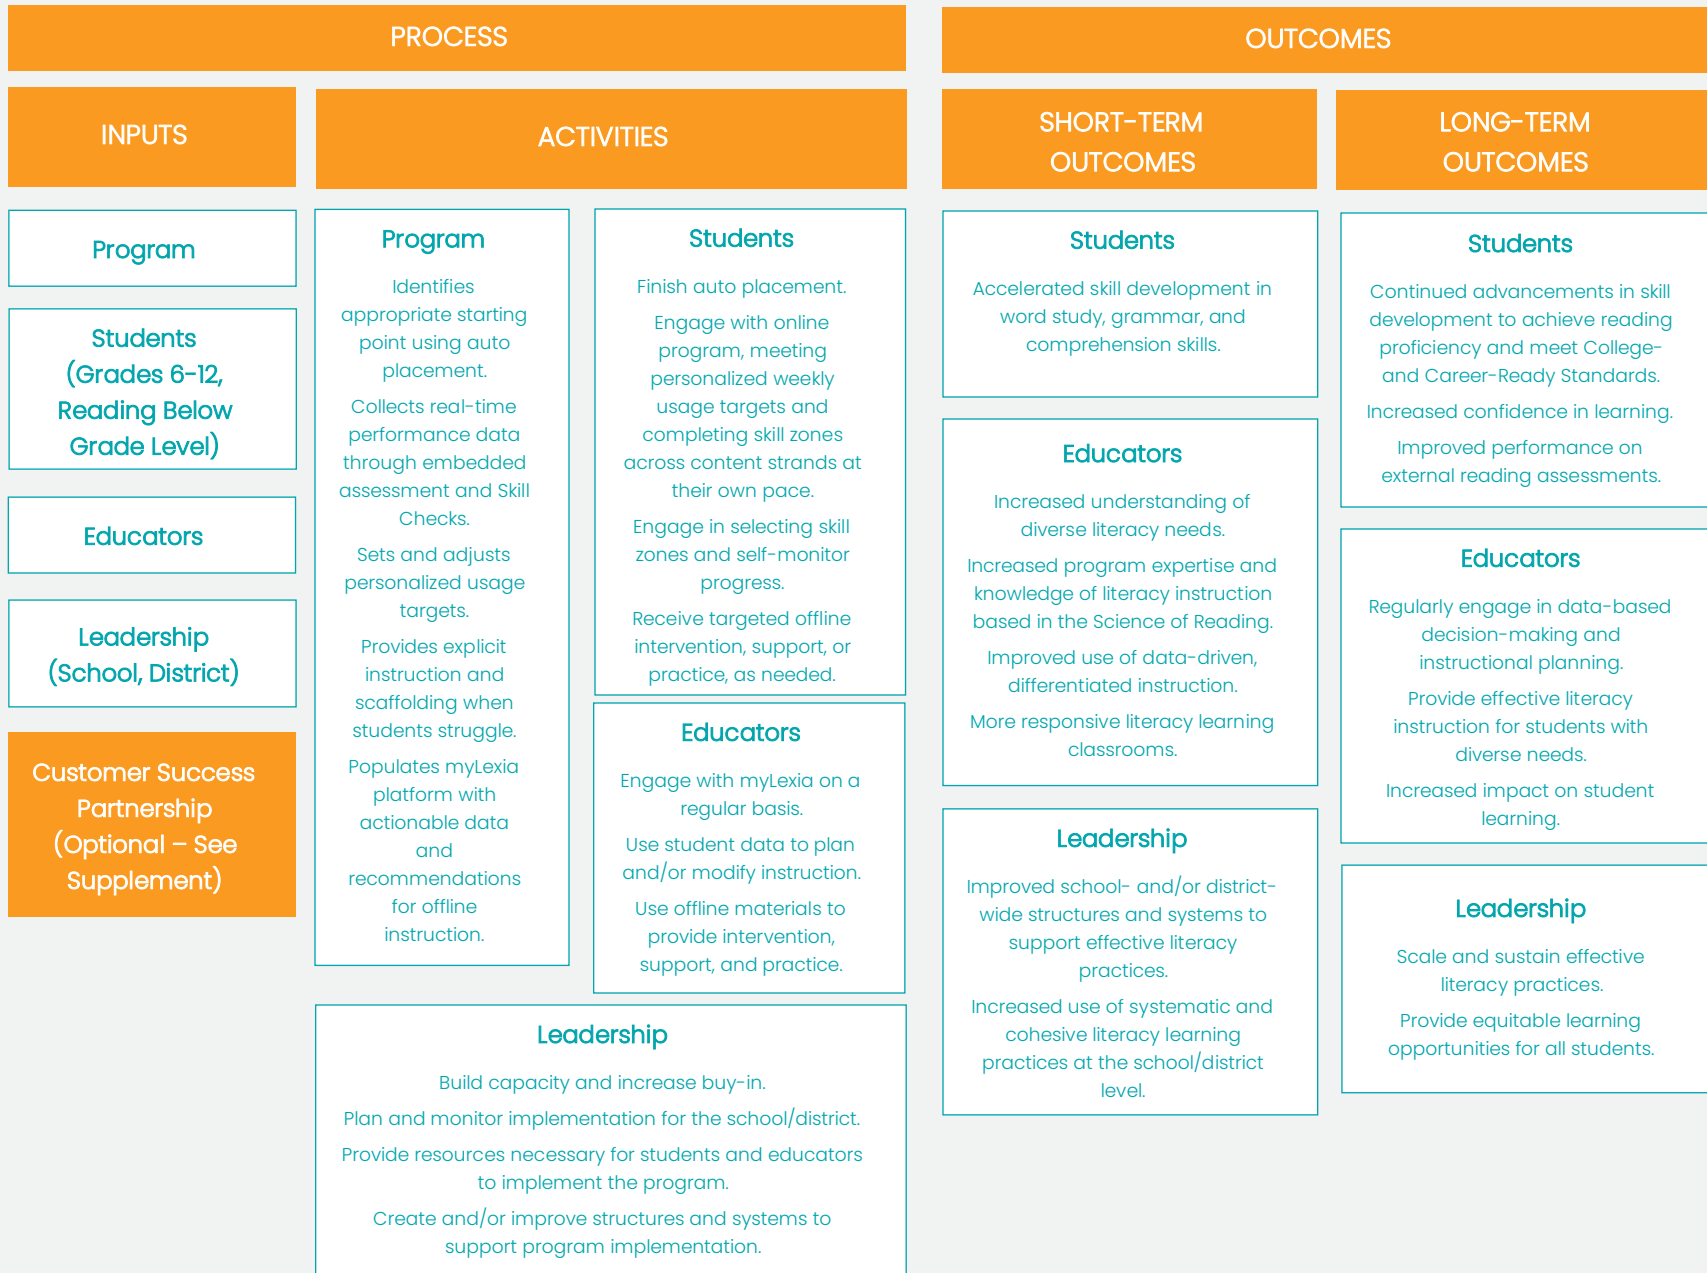 PROCESS
INPUTS
Program
Students
(Grades 6-12,
Reading Below
Grade Level)
Educators
Leadership
(School, District)
Customer Success
Partnership
(Optional – See
Supplement)
ACTIVITIES
Program
Identifies
appropriate starting
point using auto
placement.
Collects real-time
performance data
through embedded
assessment and Skill
Checks.
Sets and adjusts
personalized usage
targets.
Provides explicit
instruction and
scaffolding when
students struggle.
Populates myLexia
platform with
actionable data
and
recommendations
for offline
instruction.
Students
Finish auto placement.
Engage with online
program, meeting
personalized weekly
usage targets and
completing skill zones
across content strands at
their own pace.
Engage in selecting skill
zones and self-monitor
progress.
Receive targeted offline
intervention, support, or
practice, as needed.
Educators
Engage with myLexia on a
regular basis.
Use student data to plan
and/or modify instruction.
Use offline materials to
provide intervention,
support, and practice.
Leadership
Build capacity and increase buy-in.
Plan and monitor implementation for the school/district.
Provide resources necessary for students and educators
to implement the program.
Create and/or improve structures and systems to
support program implementation.
OUTCOMES
SHORT-TERM
OUTCOMES
Students
Accelerated skill development in
word study, grammar, and
comprehension skills.
Educators
Increased understanding of
diverse literacy needs.
Increased program expertise and
knowledge of literacy instruction
based in the Science of Reading.
Improved use of data-driven,
differentiated instruction.
More responsive literacy learning
classrooms.
Leadership
Improved school- and/or district-
wide structures and systems to
support effective literacy
practices.
Increased use of systematic and
cohesive literacy learning
practices at the school/district
level.
LONG-TERM
OUTCOMES
Students
Continued advancements in skill
development to achieve reading
proficiency and meet College-
and Career-Ready Standards.
Increased confidence in learning.
Improved performance on
external reading assessments.
Educators
Regularly engage in data-based
decision-making and
instructional planning.
Provide effective literacy
instruction for students with
diverse needs.
Increased impact on student
learning.
Leadership
Scale and sustain effective
literacy practices.
Provide equitable learning
opportunities for all students.